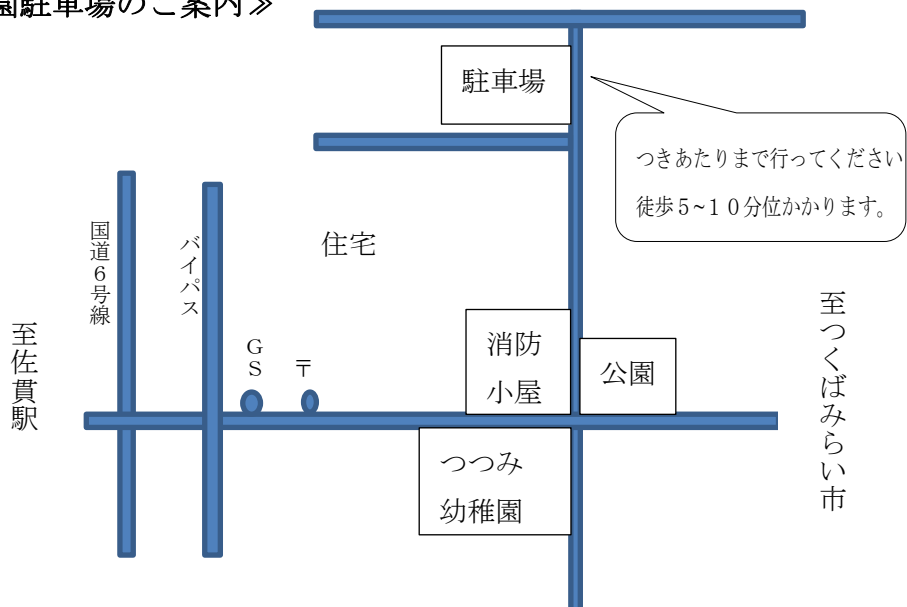 園駐車場のご案内≫
駐車場
つきあたりまで行ってください
徒歩5~10分位かかります。
国道6号線
バイパス
住宅
至佐貫駅
GS
〒
消防
小屋
公園
至つくばみらい市
つつみ
幼稚園